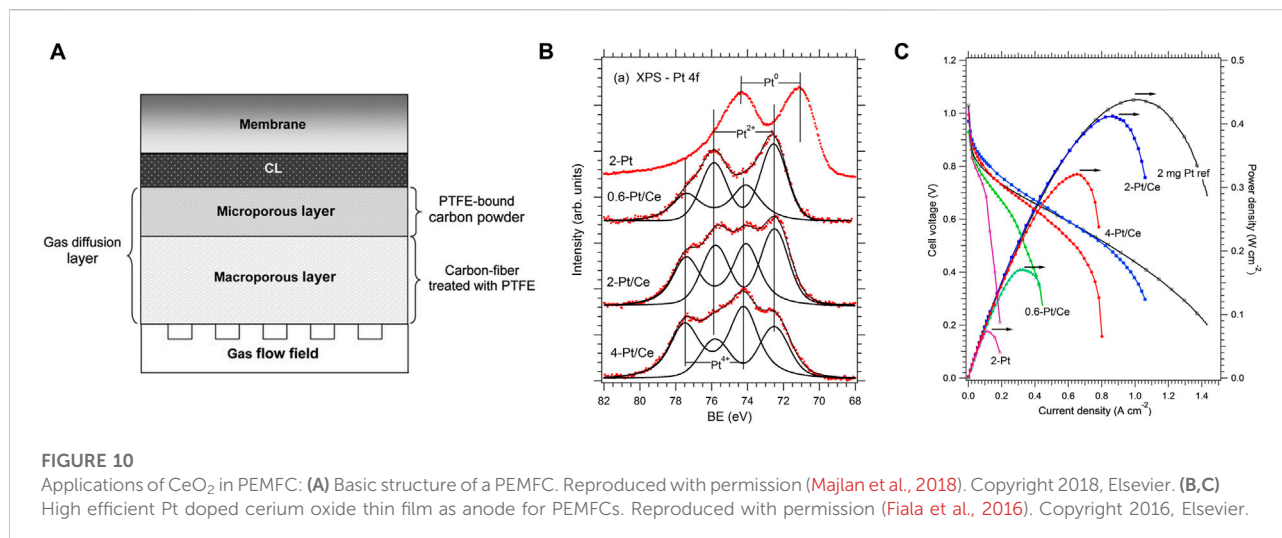 A
Membrane
CL
Microporous layer
Macroporous layer
Gas flow field
Gas diffusion
layer
PTFE-bound
carbon powder
Carbon-fiber
treated with PTFE
B
(a) XPS - Pt 4f
Pt0
Pt2+
2-Pt
0.6-Pt/Ce
2-Pt/Ce
4-Pt/Ce
Pt4+
Intensity (arb. units)
82 80 78 76 74 72 70 68
BE (eV)
C
1.2
1.0
0.8
0.6
0.4
0.2
0.0
Cell voltage (V)
0.5
0.4
0.3
0.2
0.1
0.0
Power density (W cm-2)
2 mg Pt ref
2-Pt/Ce
4-Pt/Ce
0.6-Pt/Ce
2-Pt
0.0 0.2 0.4 0.6 0.8 1.0 1.2 1.4
Current density (A cm-2)
FIGURE 10
Applications of CeO2 in PEMFC: (A) Basic structure of a PEMFC. Reproduced with permission (Majlan et al., 2018). Copyright 2018, Elsevier. (B,C)
High efficient Pt doped cerium oxide thin film as anode for PEMFCs. Reproduced with permission (Fiala et al., 2016). Copyright 2016, Elsevier.